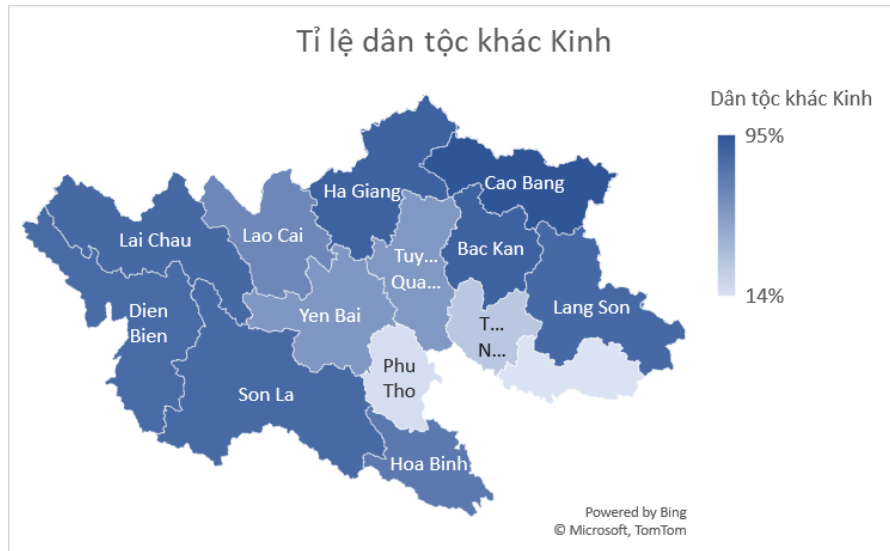 Tỉ lệ dân tộc khác Kinh
Dân tộc khác Kinh
95%
14%
Ha Giang
Cao Bang
Lai Chau
Lao Cai
Tuy...
Qua...
Bac Kan
Dien
Bien
Yen Bai
T...
N...
Lang Son
Son La
Phu
Tho
Hoa Binh
Powered by Bing
© Microsoft, TomTom